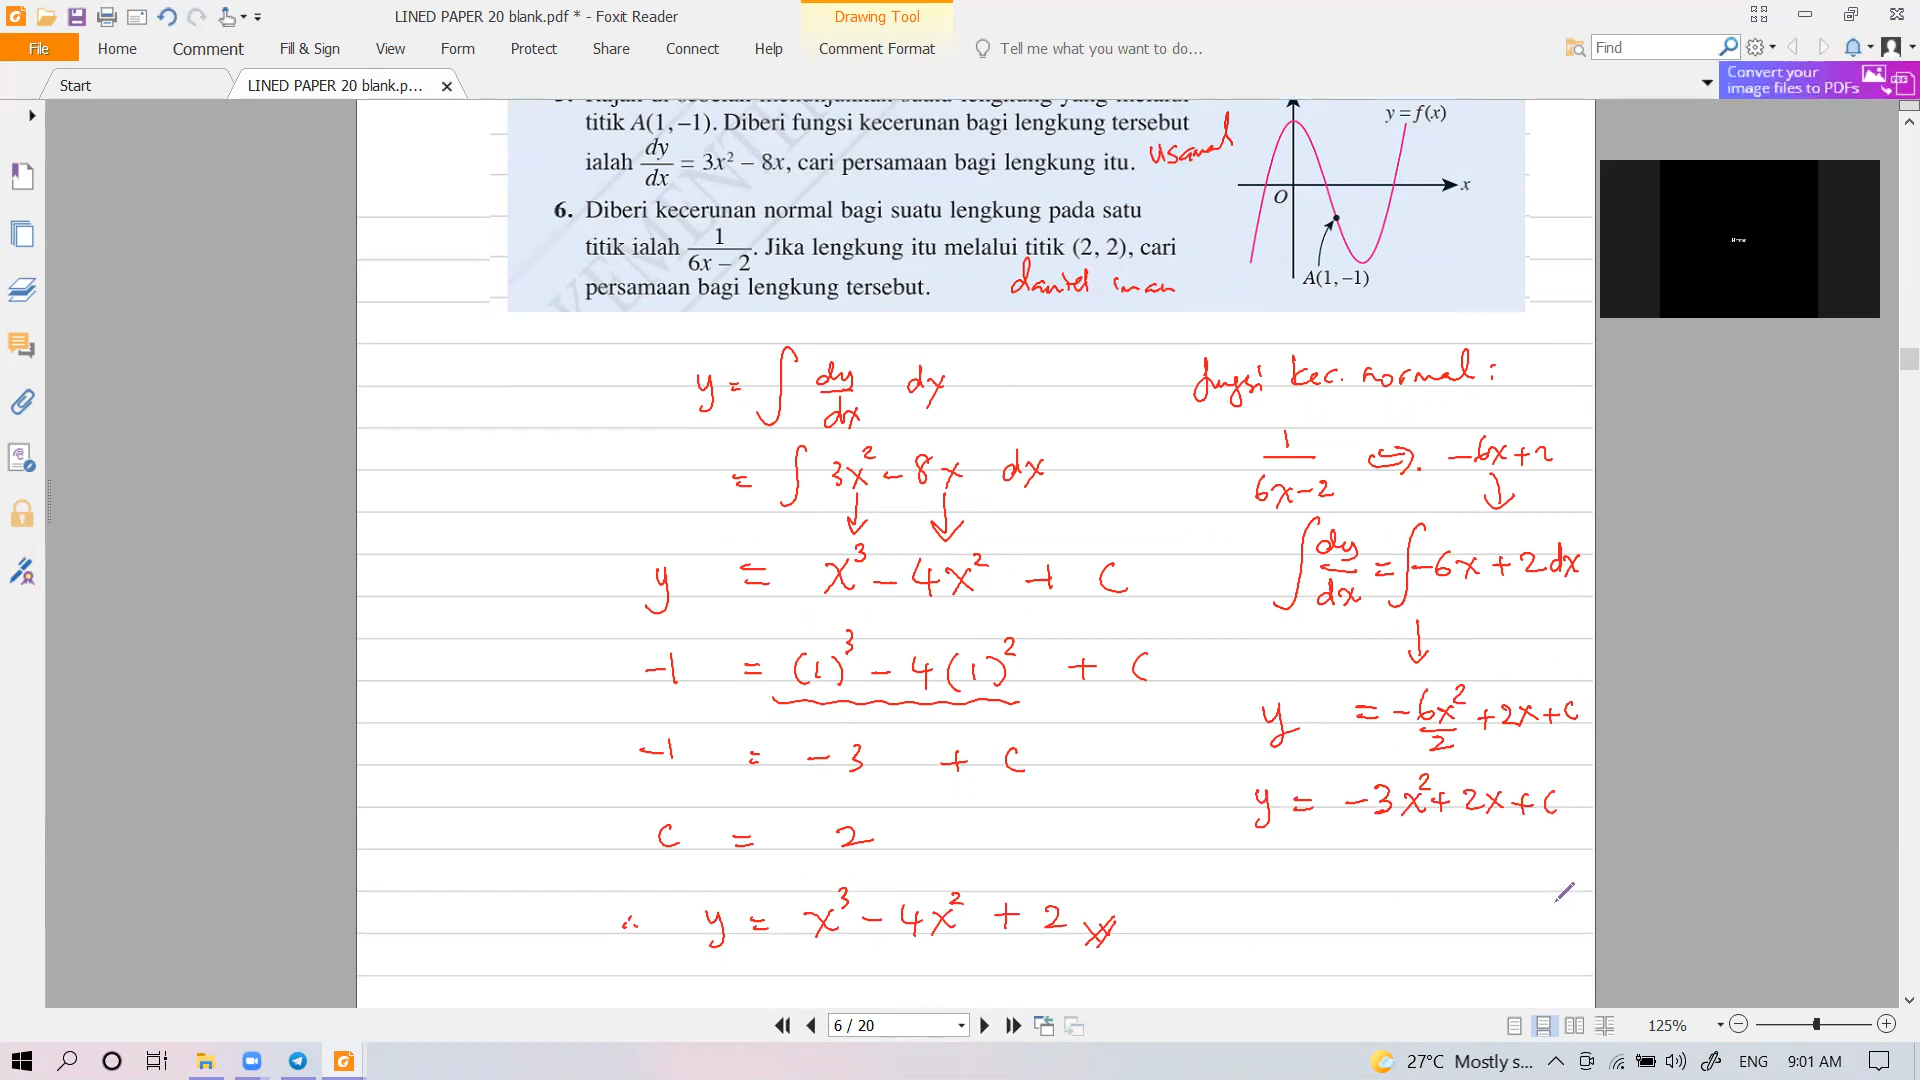 LINED PAPER 20 blank.pdf * - Foxit Reader
Drawing Tool
File Home Comment Fill & Sign View Form Protect Share Connect Help Comment Format Tell me what you want to do... Find
Start LINED PAPER 20 blank.p...
Convert your
image files to PDFs
titik A(1, −1). Diberi fungsi kecerunan bagi lengkung tersebut
ialah dy/dx = 3x² − 8x, cari persamaan bagi lengkung itu.
6. Diberi kecerunan normal bagi suatu lengkung pada satu
titik ialah 1/(6x − 2). Jika lengkung itu melalui titik (2, 2), cari
persamaan bagi lengkung tersebut. daniel iman
y = f(x)
x
O
A(1, −1)
y = ∫ dy/dx dx
= ∫ 3x² − 8x dx
y = x³ − 4x² + c
−1 = (1)³ − 4(1)² + c
−1 = −3 + c
c = 2
∴ y = x³ − 4x² + 2
fungsi kec. normal :
1/(6x−2) ⇔ −6x+2
∫ dy/dx = ∫ −6x + 2 dx
y = −6x²/2 + 2x + c
y = −3x² + 2x + c
6 / 20
125%
27°C Mostly s... ENG 9:01 AM